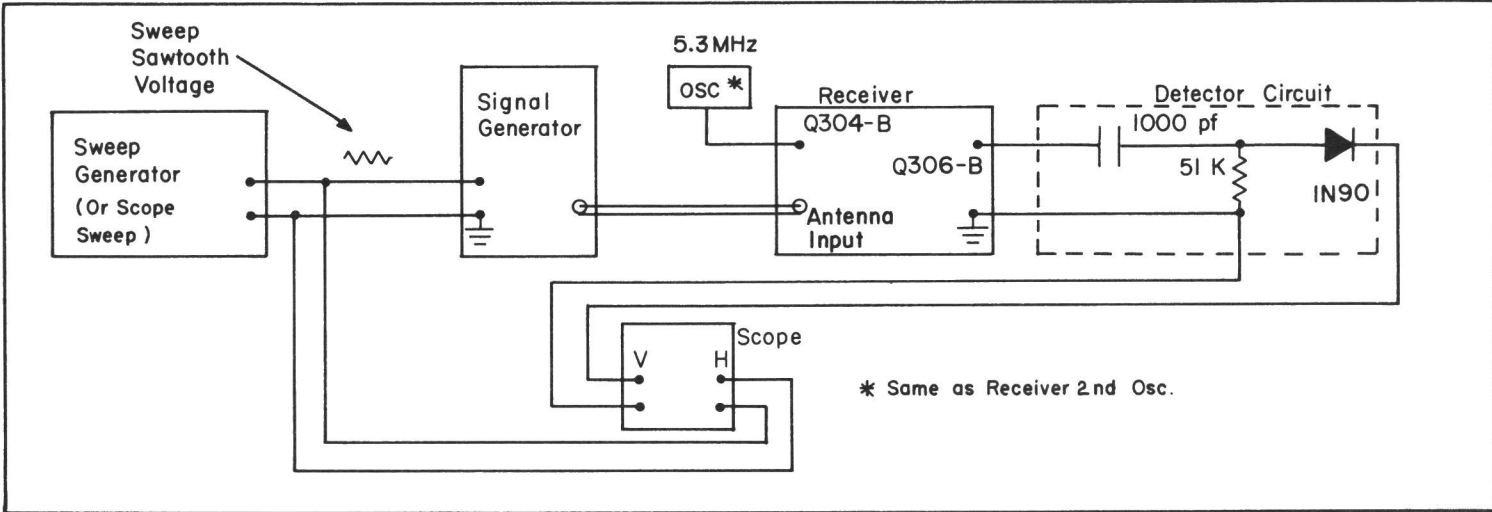 Sweep
Sawtooth
Voltage
Sweep
Generator
(Or Scope
Sweep)
Signal
Generator
5.3 MHz
OSC *
Receiver
Q304-B
Q306-B
Antenna
Input
Detector Circuit
1000 pf
51 K
1N90
Scope
V
H
* Same as Receiver 2nd Osc.